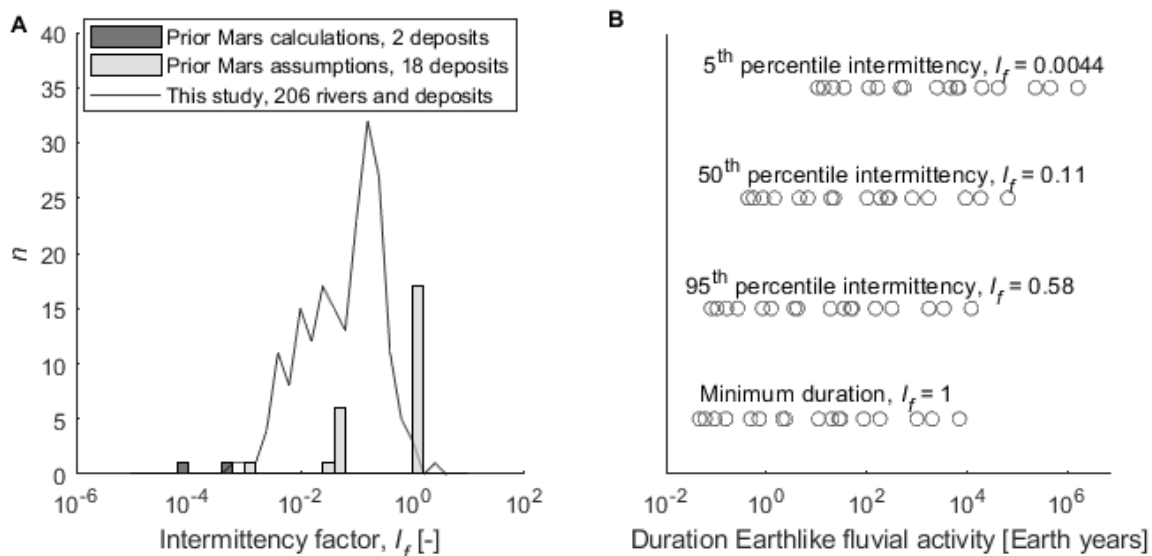 A
Prior Mars calculations, 2 deposits
Prior Mars assumptions, 18 deposits
This study, 206 rivers and deposits
40
35
30
25
20
15
10
5
0
n
10^-6
10^-4
10^-2
10^0
10^2
Intermittency factor, I_f [-]
B
5^th percentile intermittency, I_f = 0.0044
50^th percentile intermittency, I_f = 0.11
95^th percentile intermittency, I_f = 0.58
Minimum duration, I_f = 1
10^-2
10^0
10^2
10^4
10^6
Duration Earthlike fluvial activity [Earth years]